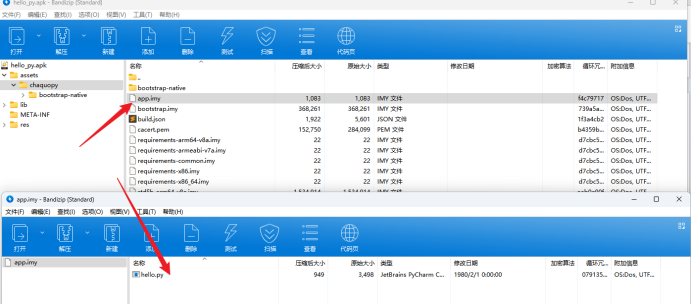 hello_py.apk - Bandizip (Standard)
文件(F) 编辑(E) 查找(I) 选项(O) 视图(V) 工具(T) 帮助(H)
打开 解压 新建 添加 删除 测试 扫描 查看 代码页
hello_py.apk
assets
chaquopy
bootstrap-native
lib
META-INF
res
名称 压缩后大小 原始大小 类型 修改日期 加密算法 循环冗... 附加信息
..
bootstrap-native
app.imy 1,083 1,083 IMY 文件 f4c79717 OS:Dos, UTF...
bootstrap.imy 368,261 368,261 IMY 文件 739a5a... OS:Dos, UTF...
build.json 1,922 5,601 JSON 文件 1f3a4cb2 OS:Dos, UTF...
cacert.pem 152,750 284,099 PEM 文件 b4359b... OS:Dos, UTF...
requirements-arm64-v8a.imy 22 22 IMY 文件 d7cbc5... OS:Dos, UTF...
requirements-armeabi-v7a.imy 22 22 IMY 文件 d7cbc5... OS:Dos, UTF...
requirements-common.imy 22 22 IMY 文件 d7cbc5... OS:Dos, UTF...
requirements-x86.imy 22 22 IMY 文件 d7cbc5... OS:Dos, UTF...
requirements-x86_64.imy 22 22 IMY 文件 d7cbc5... OS:Dos, UTF...
app.imy - Bandizip (Standard)
文件(F) 编辑(E) 查找(I) 选项(O) 视图(V) 工具(T) 帮助(H)
打开 解压 新建 添加 删除 测试 扫描 查看 代码页
app.imy
名称 压缩后大小 原始大小 类型 修改日期 加密算法 循环冗... 附加信息
hello.py 949 3,498 JetBrains PyCharm C... 1980/2/1 0:00:00 079135... OS:Dos, UTF...